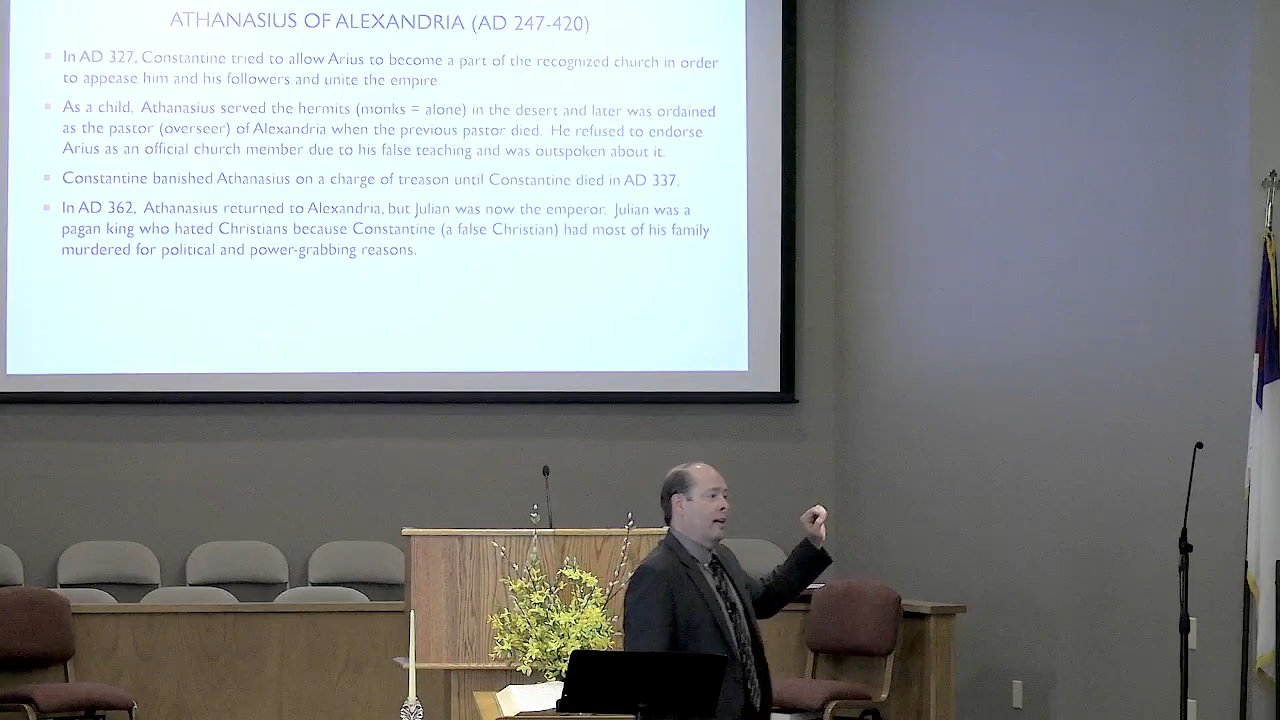 ATHANASIUS OF ALEXANDRIA (AD 247-420)
In AD 327, Constantine tried to allow Arius to become a part of the recognized church in order
to appease him and his followers and unite the empire.
As a child, Athanasius served the hermits (monks = alone) in the desert and later was ordained
as the pastor (overseer) of Alexandria when the previous pastor died. He refused to endorse
Arius as an official church member due to his false teaching and was outspoken about it.
Constantine banished Athanasius on a charge of treason until Constantine died in AD 337.
In AD 362, Athanasius returned to Alexandria, but Julian was now the emperor. Julian was a
pagan king who hated Christians because Constantine (a false Christian) had most of his family
murdered for political and power-grabbing reasons.